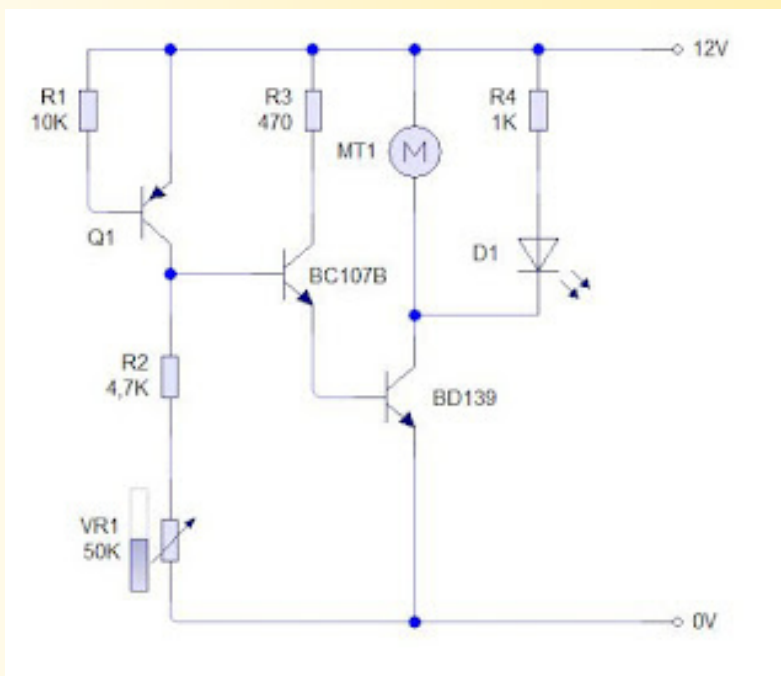 12V
R1
10K
R3
470
R4
1K
MT1
M
Q1
D1
BC107B
R2
4,7K
BD139
VR1
50K
0V